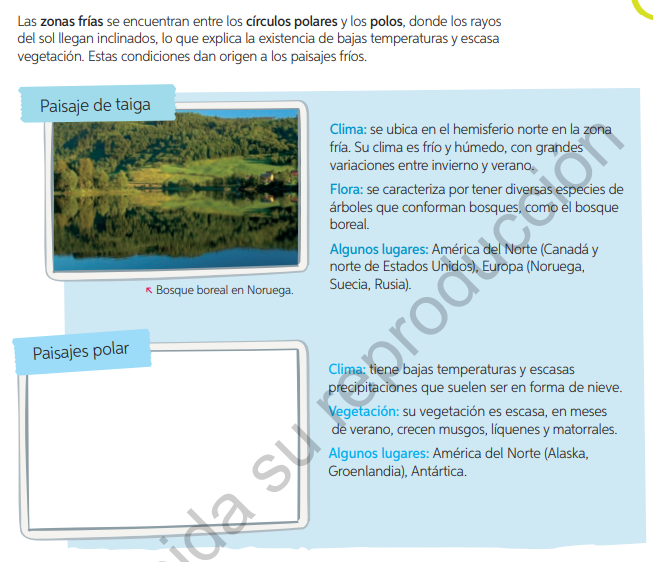 Las zonas frías se encuentran entre los círculos polares y los polos, donde los rayos
del sol llegan inclinados, lo que explica la existencia de bajas temperaturas y escasa
vegetación. Estas condiciones dan origen a los paisajes fríos.
Paisaje de taiga
Clima: se ubica en el hemisferio norte en la zona
fría. Su clima es frío y húmedo, con grandes
variaciones entre invierno y verano.
Flora: se caracteriza por tener diversas especies de
árboles que conforman bosques, como el bosque
boreal.
Algunos lugares: América del Norte (Canadá y
norte de Estados Unidos), Europa (Noruega,
Suecia, Rusia).
Bosque boreal en Noruega.
Paisajes polar
Clima: tiene bajas temperaturas y escasas
precipitaciones que suelen ser en forma de nieve.
Vegetación: su vegetación es escasa, en meses
de verano, crecen musgos, líquenes y matorrales.
Algunos lugares: América del Norte (Alaska,
Groenlandia), Antártica.
su reproducción